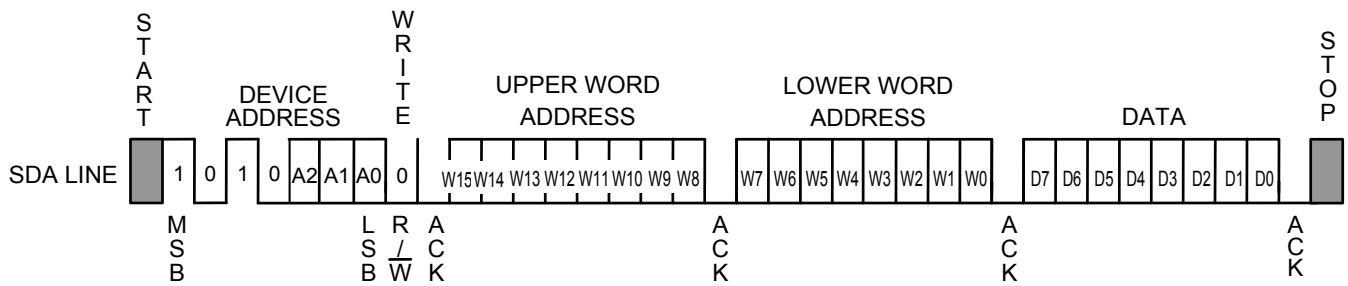 START
DEVICE
ADDRESS
WRITE
UPPER WORD
ADDRESS
LOWER WORD
ADDRESS
DATA
STOP
SDA LINE 1 0 1 0 A2 A1 A0 0 W15 W14 W13 W12 W11 W10 W9 W8 W7 W6 W5 W4 W3 W2 W1 W0 D7 D6 D5 D4 D3 D2 D1 D0
MSB
LSB
R/W
ACK
ACK
ACK
ACK